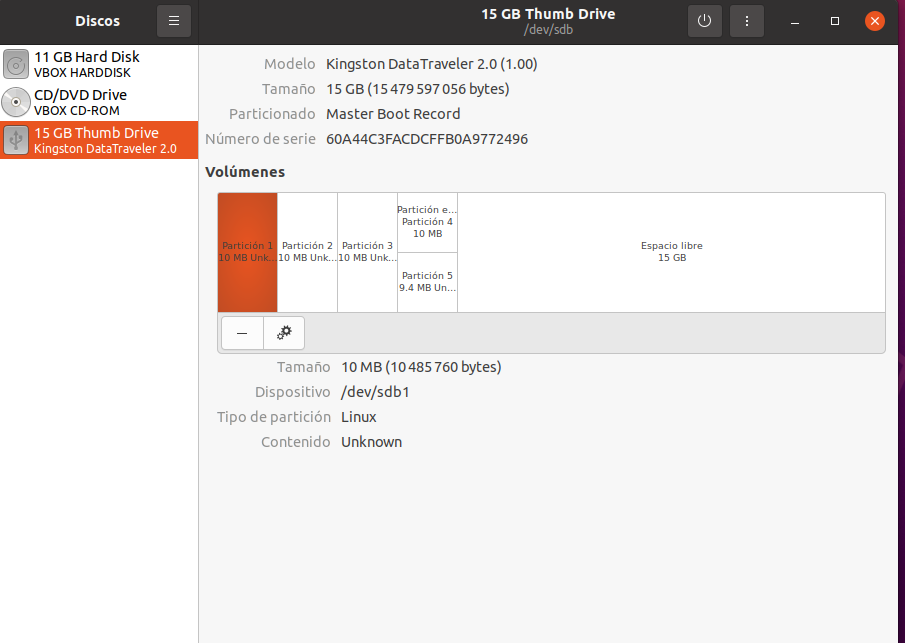 Discos
15 GB Thumb Drive
/dev/sdb
11 GB Hard Disk
VBOX HARDDISK
CD/DVD Drive
VBOX CD-ROM
15 GB Thumb Drive
Kingston DataTraveler 2.0
Modelo Kingston DataTraveler 2.0 (1.00)
Tamaño 15 GB (15 479 597 056 bytes)
Particionado Master Boot Record
Número de serie 60A44C3FACDCFFB0A9772496
Volúmenes
Partición 1
10 MB Unk…
Partición 2
10 MB Unk…
Partición 3
10 MB Unk…
Partición e…
Partición 4
10 MB
Partición 5
9.4 MB Un…
Espacio libre
15 GB
Tamaño 10 MB (10 485 760 bytes)
Dispositivo /dev/sdb1
Tipo de partición Linux
Contenido Unknown